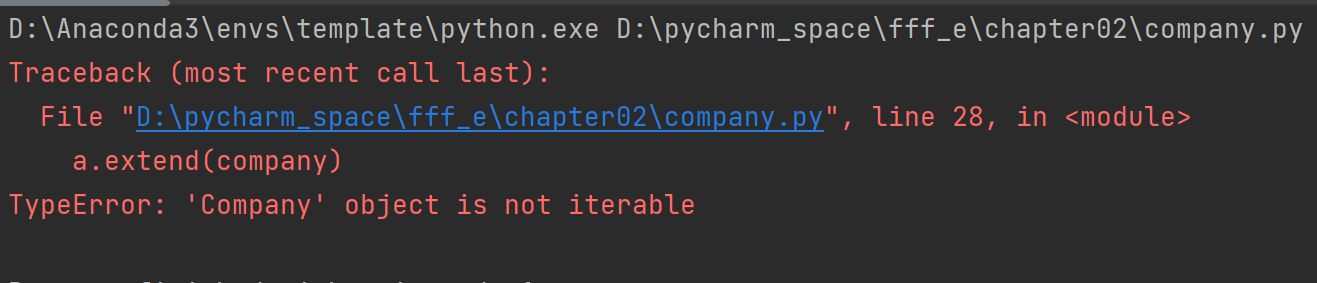 D:\Anaconda3\envs\template\python.exe D:\pycharm_space\fff_e\chapter02\company.py
Traceback (most recent call last):
  File "D:\pycharm_space\fff_e\chapter02\company.py", line 28, in <module>
    a.extend(company)
TypeError: 'Company' object is not iterable